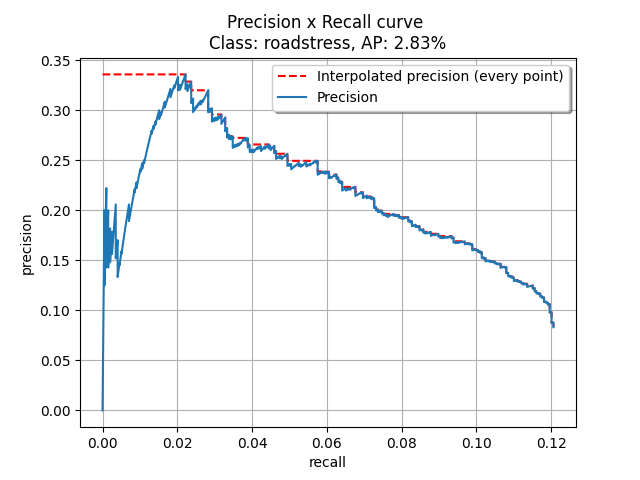 Precision x Recall curve
Class: roadstress, AP: 2.83%
Interpolated precision (every point)
Precision
0.35
0.30
0.25
0.20
0.15
0.10
0.05
0.00
precision
0.00 0.02 0.04 0.06 0.08 0.10 0.12
recall